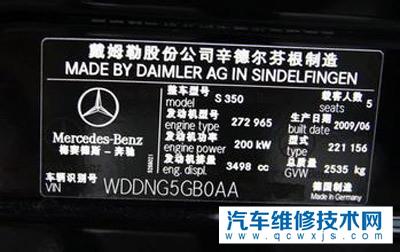 戴姆勒股份公司辛德尔芬根制造
MADE BY DAIMLER AG IN SINDELFINGEN
整车型号 model S 350 载客人数 seats 5
发动机型号 engine type 272 965 生产日期 built date 2009/06
发动机功率 engine power 200 kW 车型 type 221 156
发动机排量 eng. displ. 3498 cc 总质量 GVW 2535 kg
Mercedes-Benz
梅赛德斯-奔驰
车辆识别号 VIN WDDNG5GB0AA
德国制造 Made in Germany
汽车维修技术网
www.qcwxjs.com